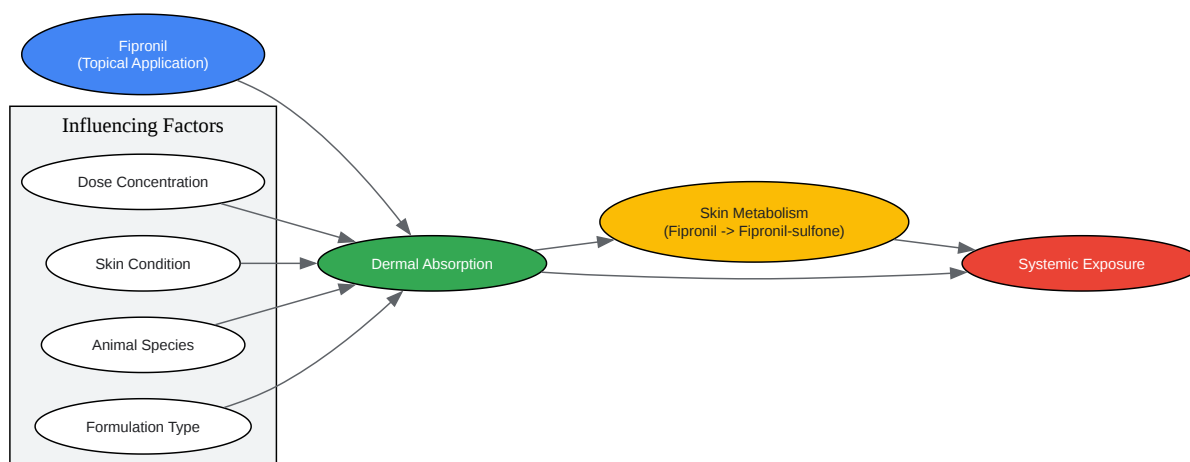 Fipronil
(Topical Application)
Influencing Factors
Dose Concentration
Skin Condition
Animal Species
Formulation Type
Dermal Absorption
Skin Metabolism
(Fipronil -> Fipronil-sulfone)
Systemic Exposure